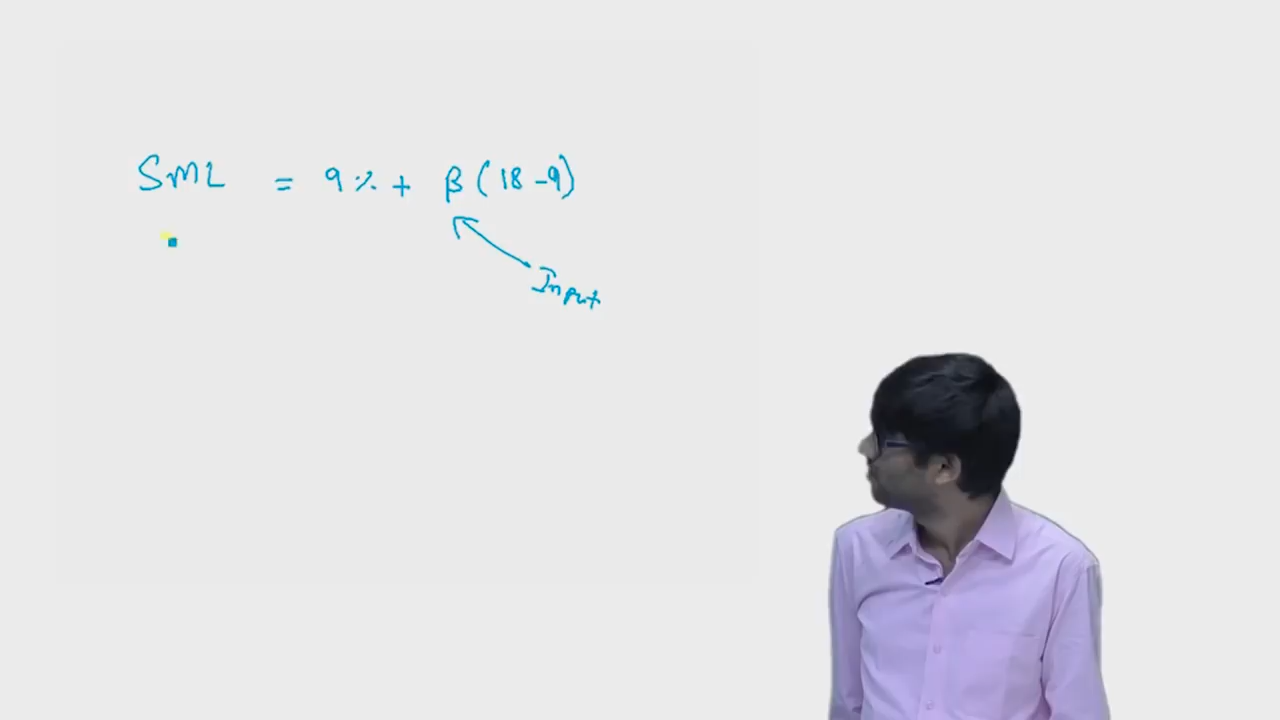 SML = 9% + β (18-9)
Input